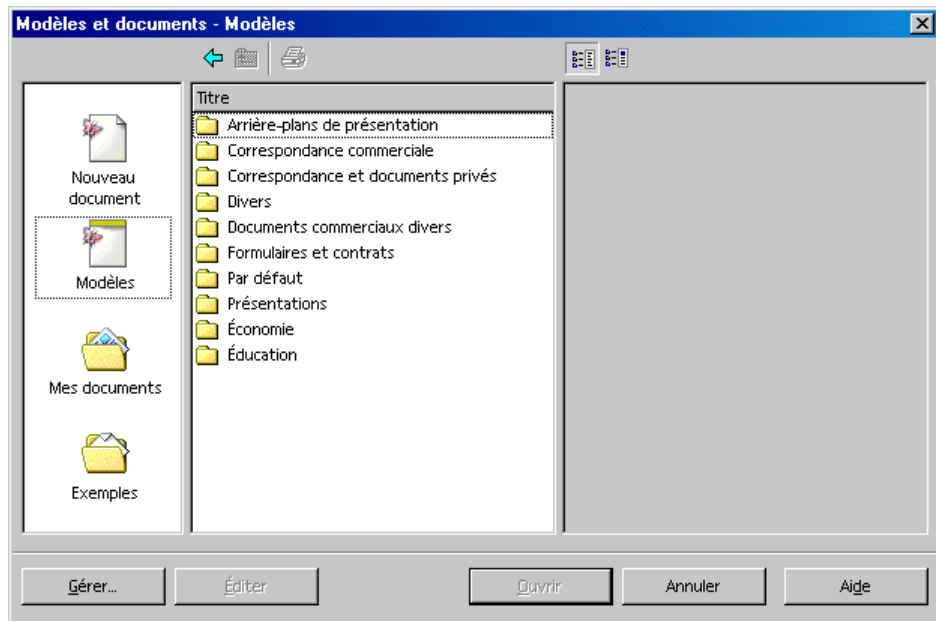 Modèles et documents - Modèles
Titre
Nouveau
document
Modèles
Mes documents
Exemples
Arrière-plans de présentation
Correspondance commerciale
Correspondance et documents privés
Divers
Documents commerciaux divers
Formulaires et contrats
Par défaut
Présentations
Économie
Éducation
Gérer...
Éditer
Ouvrir
Annuler
Aide